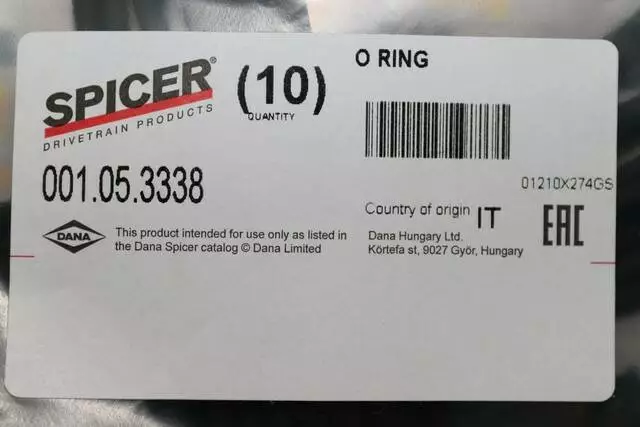 SPICER®
DRIVETRAIN PRODUCTS
(10)
QUANTITY
O RING
001.05.3338
01210X274GS
Country of origin IT
EAC
DANA
This product intended for use only as listed in
the Dana Spicer catalog © Dana Limited
Dana Hungary Ltd.
Körtefa st, 9027 Győr, Hungary